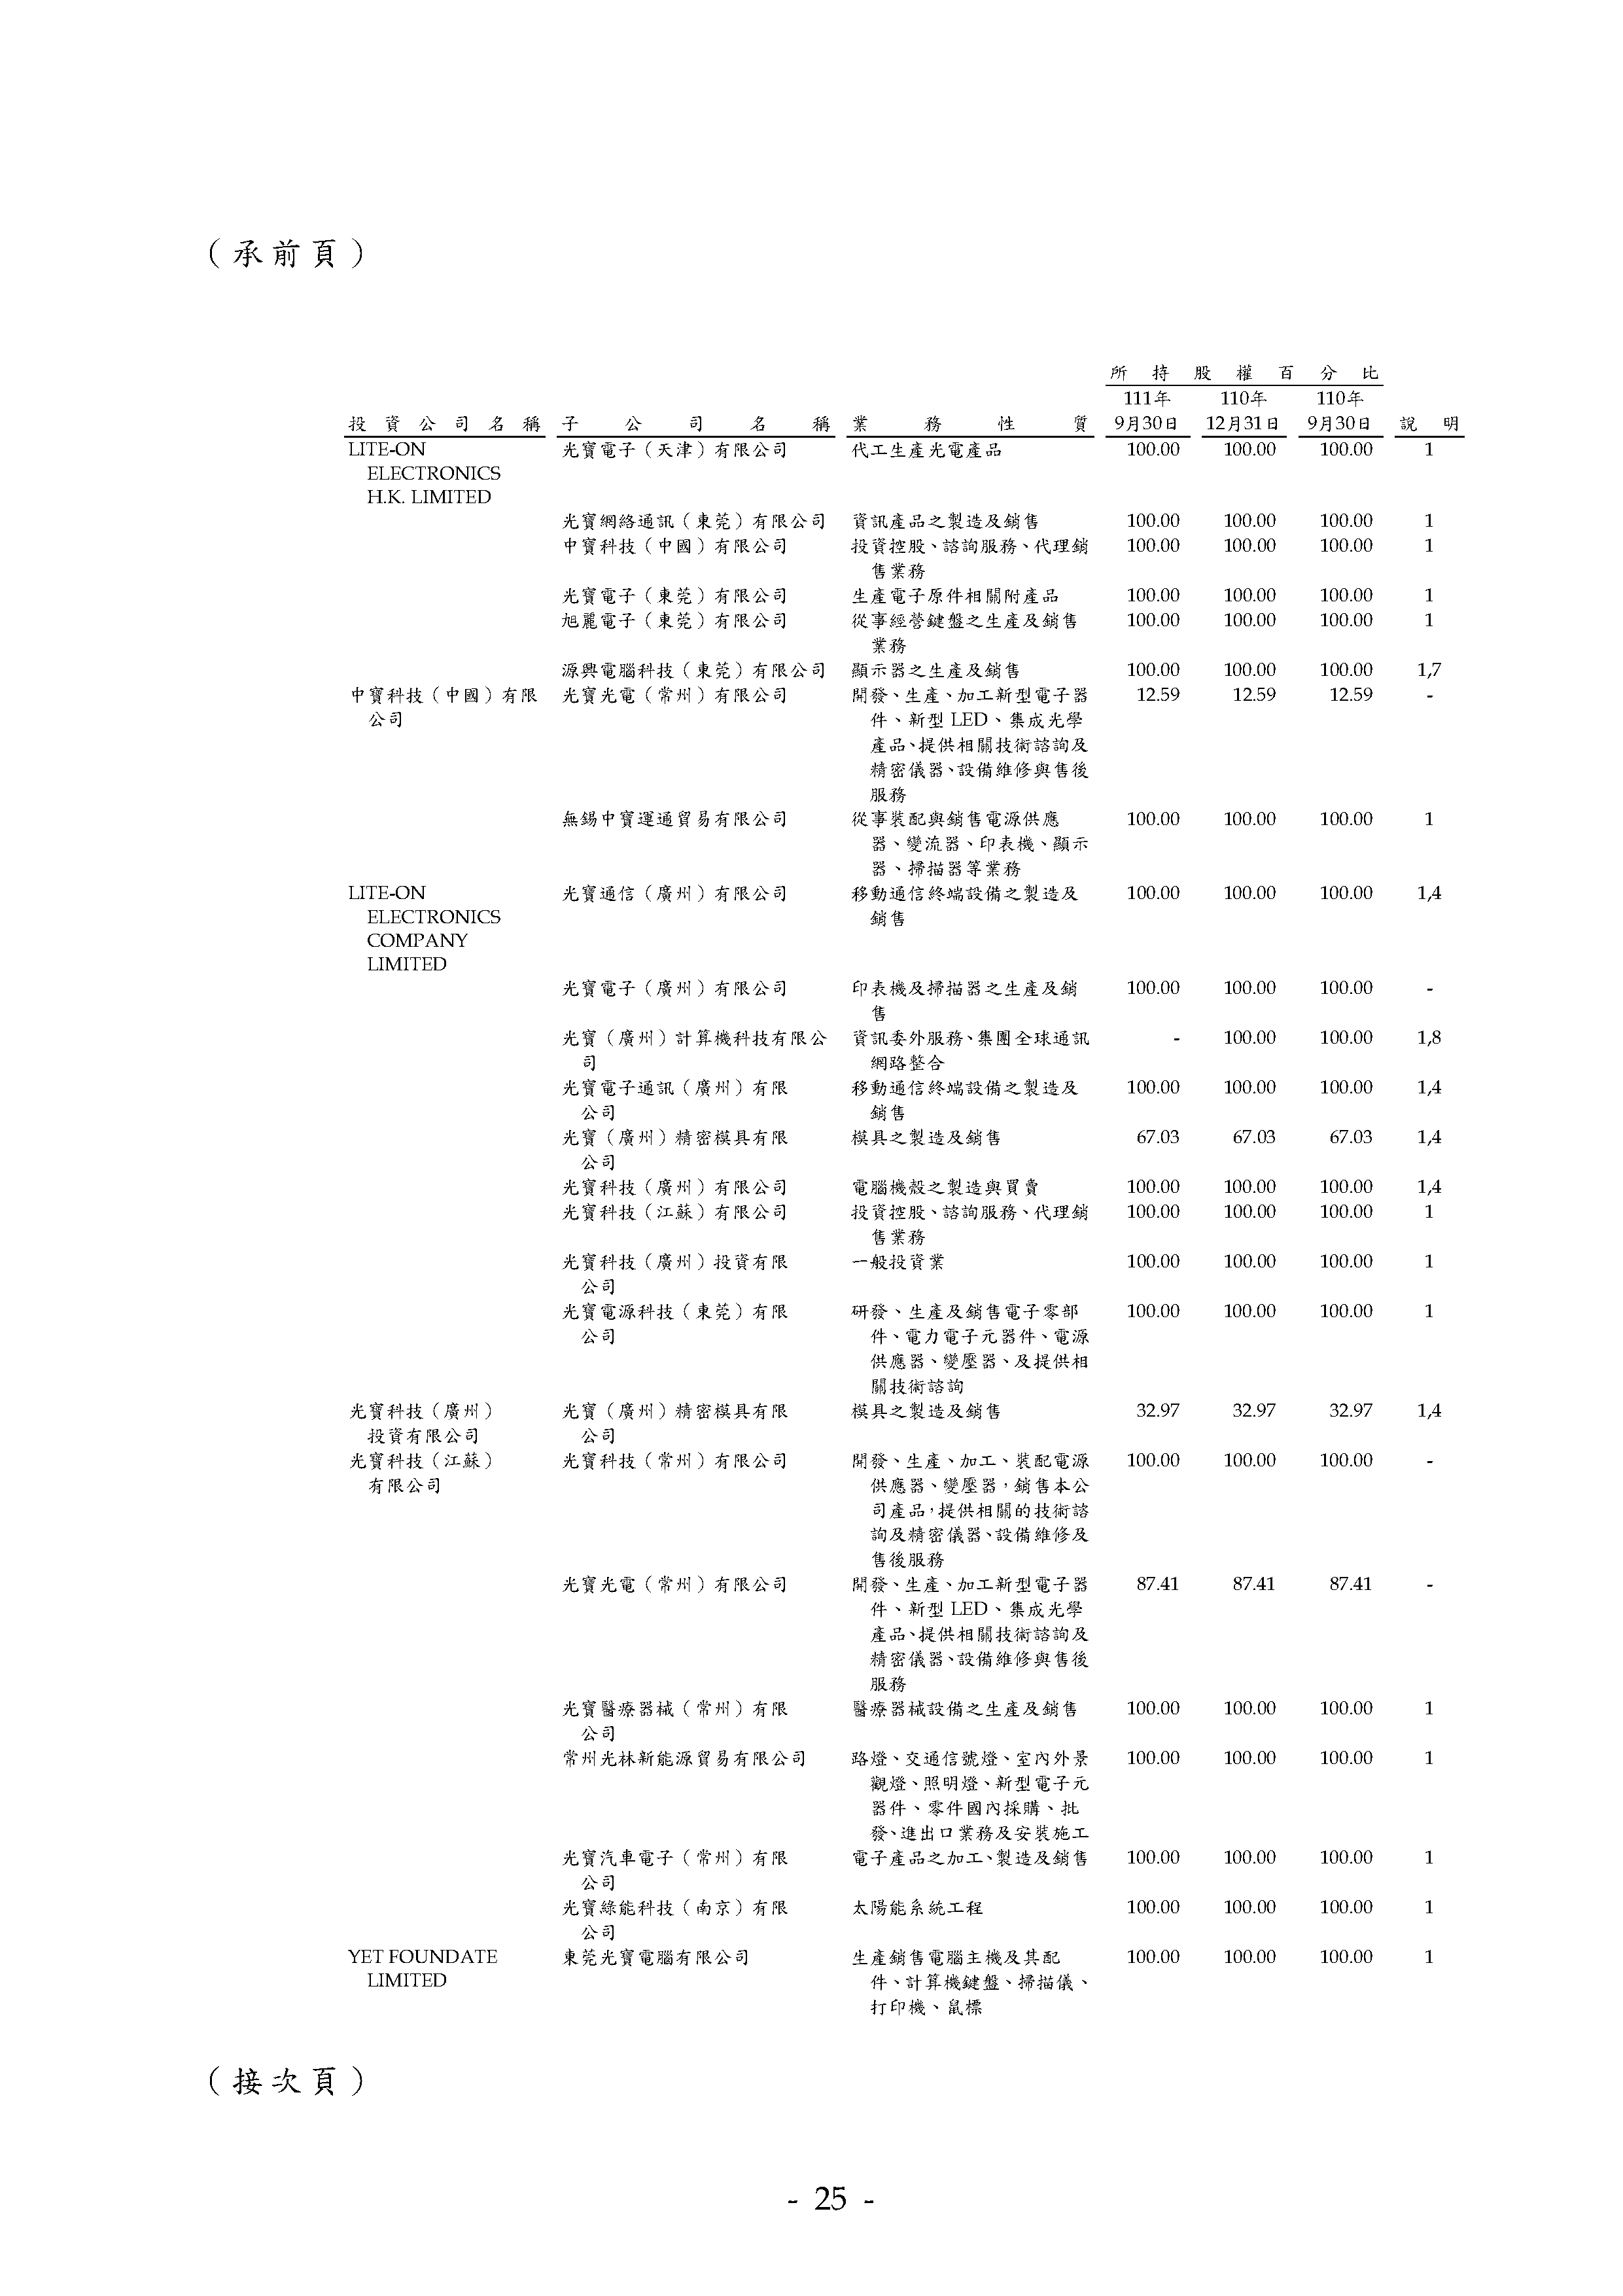 （承前頁）
所持股權百分比
111年 110年 110年
投資公司名稱 子公司名稱 業務性質 9月30日 12月31日 9月30日 說明
LITE-ON 光寶電子（天津）有限公司 代工生產光電產品 100.00 100.00 100.00 1
ELECTRONICS
H.K. LIMITED
光寶網絡通訊（東莞）有限公司 資訊產品之製造及銷售 100.00 100.00 100.00 1
中寶科技（中國）有限公司 投資控股、諮詢服務、代理銷 100.00 100.00 100.00 1
售業務
光寶電子（東莞）有限公司 生產電子原件相關附產品 100.00 100.00 100.00 1
旭麗電子（東莞）有限公司 從事經營鍵盤之生產及銷售 100.00 100.00 100.00 1
業務
源興電腦科技（東莞）有限公司 顯示器之生產及銷售 100.00 100.00 100.00 1,7
中寶科技（中國）有限 光寶光電（常州）有限公司 開發、生產、加工新型電子器 12.59 12.59 12.59 -
公司 件、新型 LED、集成光學
產品、提供相關技術諮詢及
精密儀器、設備維修與售後
服務
無錫中寶運通貿易有限公司 從事裝配與銷售電源供應 100.00 100.00 100.00 1
器、變流器、印表機、顯示
器、掃描器等業務
LITE-ON 光寶通信（廣州）有限公司 移動通信終端設備之製造及 100.00 100.00 100.00 1,4
ELECTRONICS 銷售
COMPANY
LIMITED
光寶電子（廣州）有限公司 印表機及掃描器之生產及銷 100.00 100.00 100.00 -
售
光寶（廣州）計算機科技有限公 資訊委外服務、集團全球通訊 - 100.00 100.00 1,8
司 網路整合
光寶電子通訊（廣州）有限 移動通信終端設備之製造及 100.00 100.00 100.00 1,4
公司 銷售
光寶（廣州）精密模具有限 模具之製造及銷售 67.03 67.03 67.03 1,4
公司
光寶科技（廣州）有限公司 電腦機殼之製造與買賣 100.00 100.00 100.00 1,4
光寶科技（江蘇）有限公司 投資控股、諮詢服務、代理銷 100.00 100.00 100.00 1
售業務
光寶科技（廣州）投資有限 一般投資業 100.00 100.00 100.00 1
公司
光寶電源科技（東莞）有限 研發、生產及銷售電子零部 100.00 100.00 100.00 1
公司 件、電力電子元器件、電源
供應器、變壓器、及提供相
關技術諮詢
光寶科技（廣州） 光寶（廣州）精密模具有限 模具之製造及銷售 32.97 32.97 32.97 1,4
投資有限公司 公司
光寶科技（江蘇） 光寶科技（常州）有限公司 開發、生產、加工、裝配電源 100.00 100.00 100.00 -
有限公司 供應器、變壓器，銷售本公
司產品，提供相關的技術諮
詢及精密儀器、設備維修及
售後服務
光寶光電（常州）有限公司 開發、生產、加工新型電子器 87.41 87.41 87.41 -
件、新型 LED、集成光學
產品、提供相關技術諮詢及
精密儀器、設備維修與售後
服務
光寶醫療器械（常州）有限 醫療器械設備之生產及銷售 100.00 100.00 100.00 1
公司
常州光林新能源貿易有限公司 路燈、交通信號燈、室內外景 100.00 100.00 100.00 1
觀燈、照明燈、新型電子元
器件、零件國內採購、批
發、進出口業務及安裝施工
光寶汽車電子（常州）有限 電子產品之加工、製造及銷售 100.00 100.00 100.00 1
公司
光寶綠能科技（南京）有限 太陽能系統工程 100.00 100.00 100.00 1
公司
YET FOUNDATE 東莞光寶電腦有限公司 生產銷售電腦主機及其配 100.00 100.00 100.00 1
LIMITED 件、計算機鍵盤、掃描儀、
打印機、鼠標
（接次頁）
- 25 -